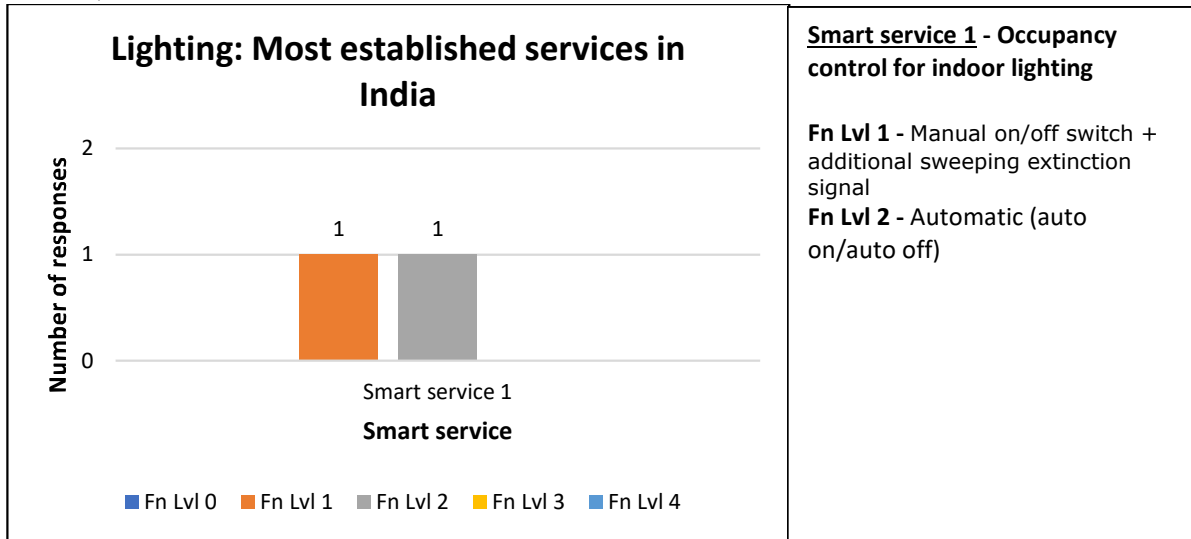 Lighting: Most established services in
India
Number of responses
2
1
0
1
1
Smart service 1
Smart service
Fn Lvl 0
Fn Lvl 1
Fn Lvl 2
Fn Lvl 3
Fn Lvl 4
Smart service 1 - Occupancy
control for indoor lighting
Fn Lvl 1 - Manual on/off switch +
additional sweeping extinction
signal
Fn Lvl 2 - Automatic (auto
on/auto off)